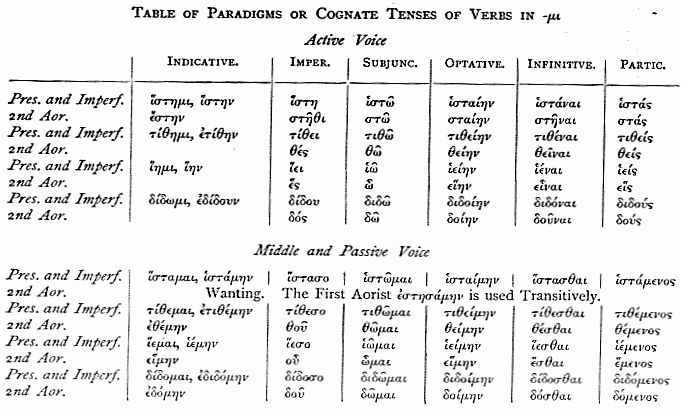 TABLE OF PARADIGMS OR COGNATE TENSES OF VERBS IN -μι
Active Voice
INDICATIVE. IMPER. SUBJUNC. OPTATIVE. INFINITIVE. PARTIC.
Pres. and Imperf. ἵστημι, ἵστην ἵστη ἱστῶ ἱσταίην ἱστάναι ἱστάς
2nd Aor. ἔστην στῆθι στῶ σταίην στῆναι στάς
Pres. and Imperf. τίθημι, ἐτίθην τίθει τιθῶ τιθείην τιθέναι τιθείς
2nd Aor. θές θῶ θείην θεῖναι θείς
Pres. and Imperf. ἵημι, ἵην ἵει ἱῶ ἱείην ἱέναι ἱείς
2nd Aor. ἕς ὧ εἵην εἷναι εἵς
Pres. and Imperf. δίδωμι, ἐδίδουν δίδου διδῶ διδοίην διδόναι διδούς
2nd Aor. δός δῶ δοίην δοῦναι δούς
Middle and Passive Voice
Pres. and Imperf. ἵσταμαι, ἱστάμην ἵστασο ἱστῶμαι ἱσταίμην ἵστασθαι ἱστάμενος
2nd Aor. Wanting. The First Aorist ἐστησάμην is used Transitively.
Pres. and Imperf. τίθεμαι, ἐτιθέμην τίθεσο τιθῶμαι τιθείμην τίθεσθαι τιθέμενος
2nd Aor. ἐθέμην θοῦ θῶμαι θείμην θέσθαι θέμενος
Pres. and Imperf. ἵεμαι, ἱέμην ἵεσο ἱῶμαι ἱείμην ἵεσθαι ἱέμενος
2nd Aor. εἵμην οὗ ὧμαι εἵμην ἕσθαι ἕμενος
Pres. and Imperf. δίδομαι, ἐδιδόμην δίδοσο διδῶμαι διδοίμην δίδοσθαι διδόμενος
2nd Aor. ἐδόμην δοῦ δῶμαι δοίμην δόσθαι δόμενος